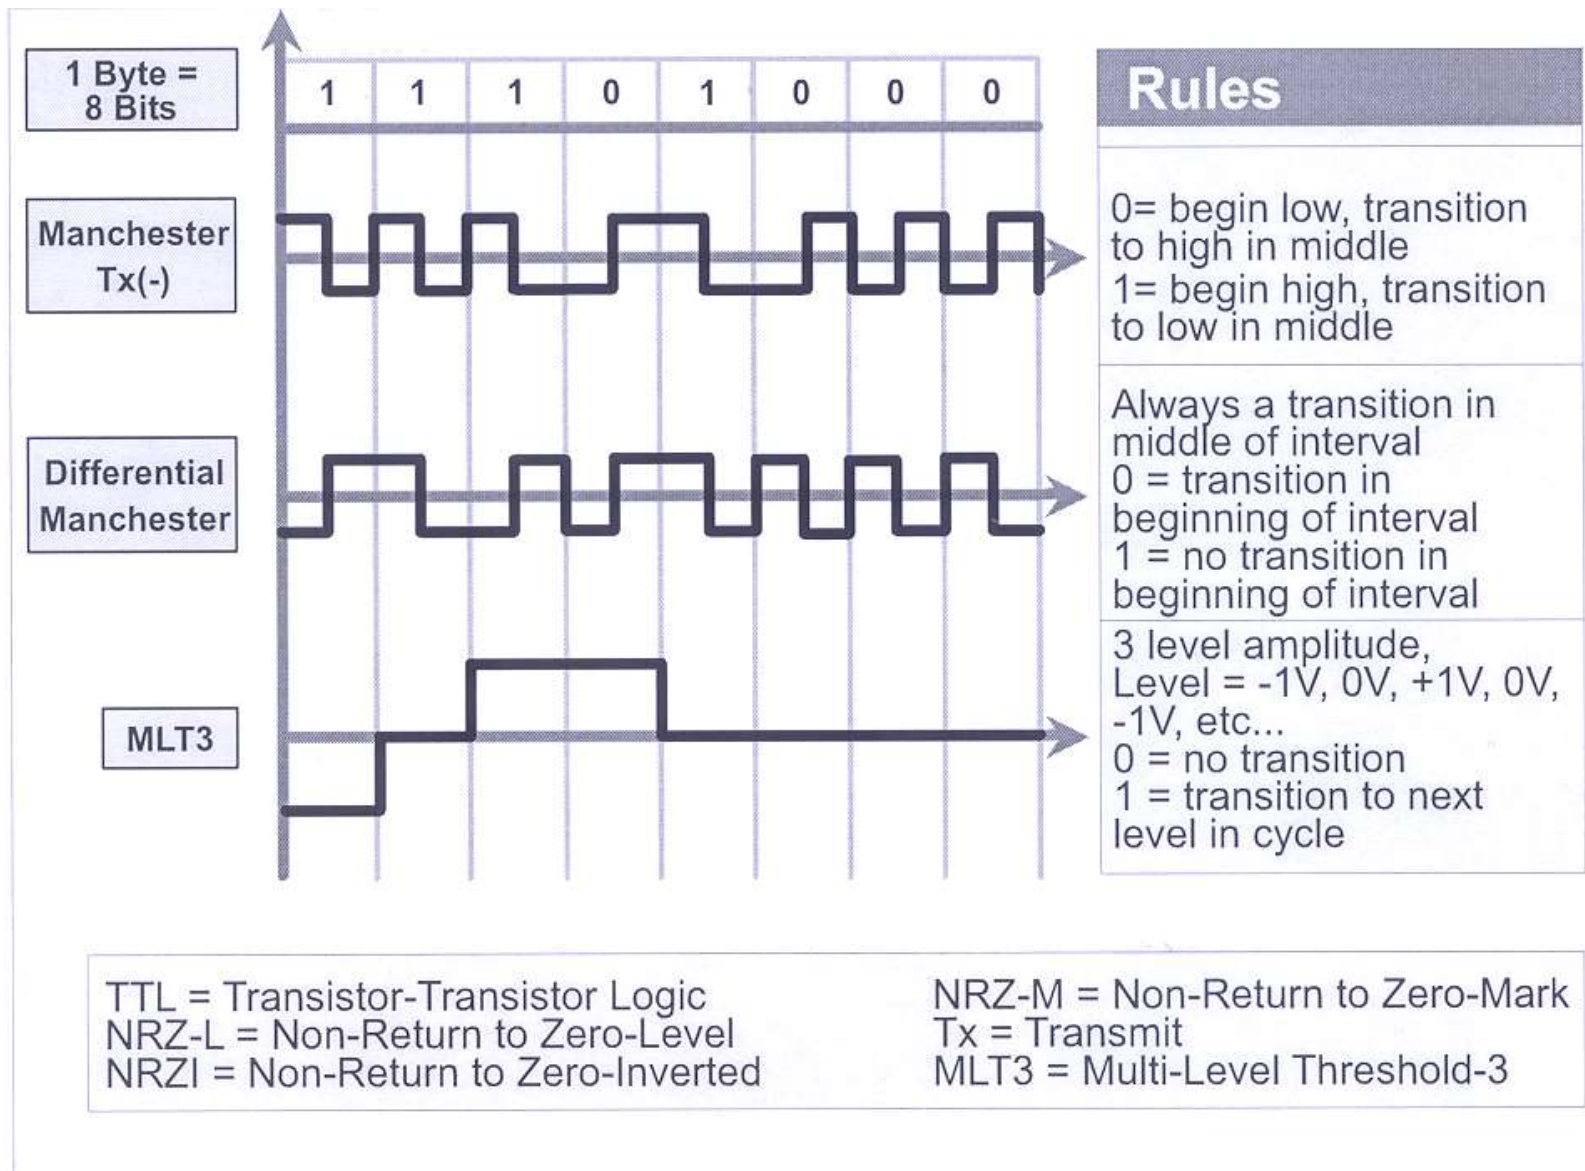 1 Byte =
8 Bits
1 1 1 0 1 0 0 0
Rules
Manchester
Tx(-)
0= begin low, transition
to high in middle
1= begin high, transition
to low in middle
Differential
Manchester
Always a transition in
middle of interval
0 = transition in
beginning of interval
1 = no transition in
beginning of interval
MLT3
3 level amplitude,
Level = -1V, 0V, +1V, 0V,
-1V, etc...
0 = no transition
1 = transition to next
level in cycle
TTL = Transistor-Transistor Logic
NRZ-L = Non-Return to Zero-Level
NRZI = Non-Return to Zero-Inverted
NRZ-M = Non-Return to Zero-Mark
Tx = Transmit
MLT3 = Multi-Level Threshold-3